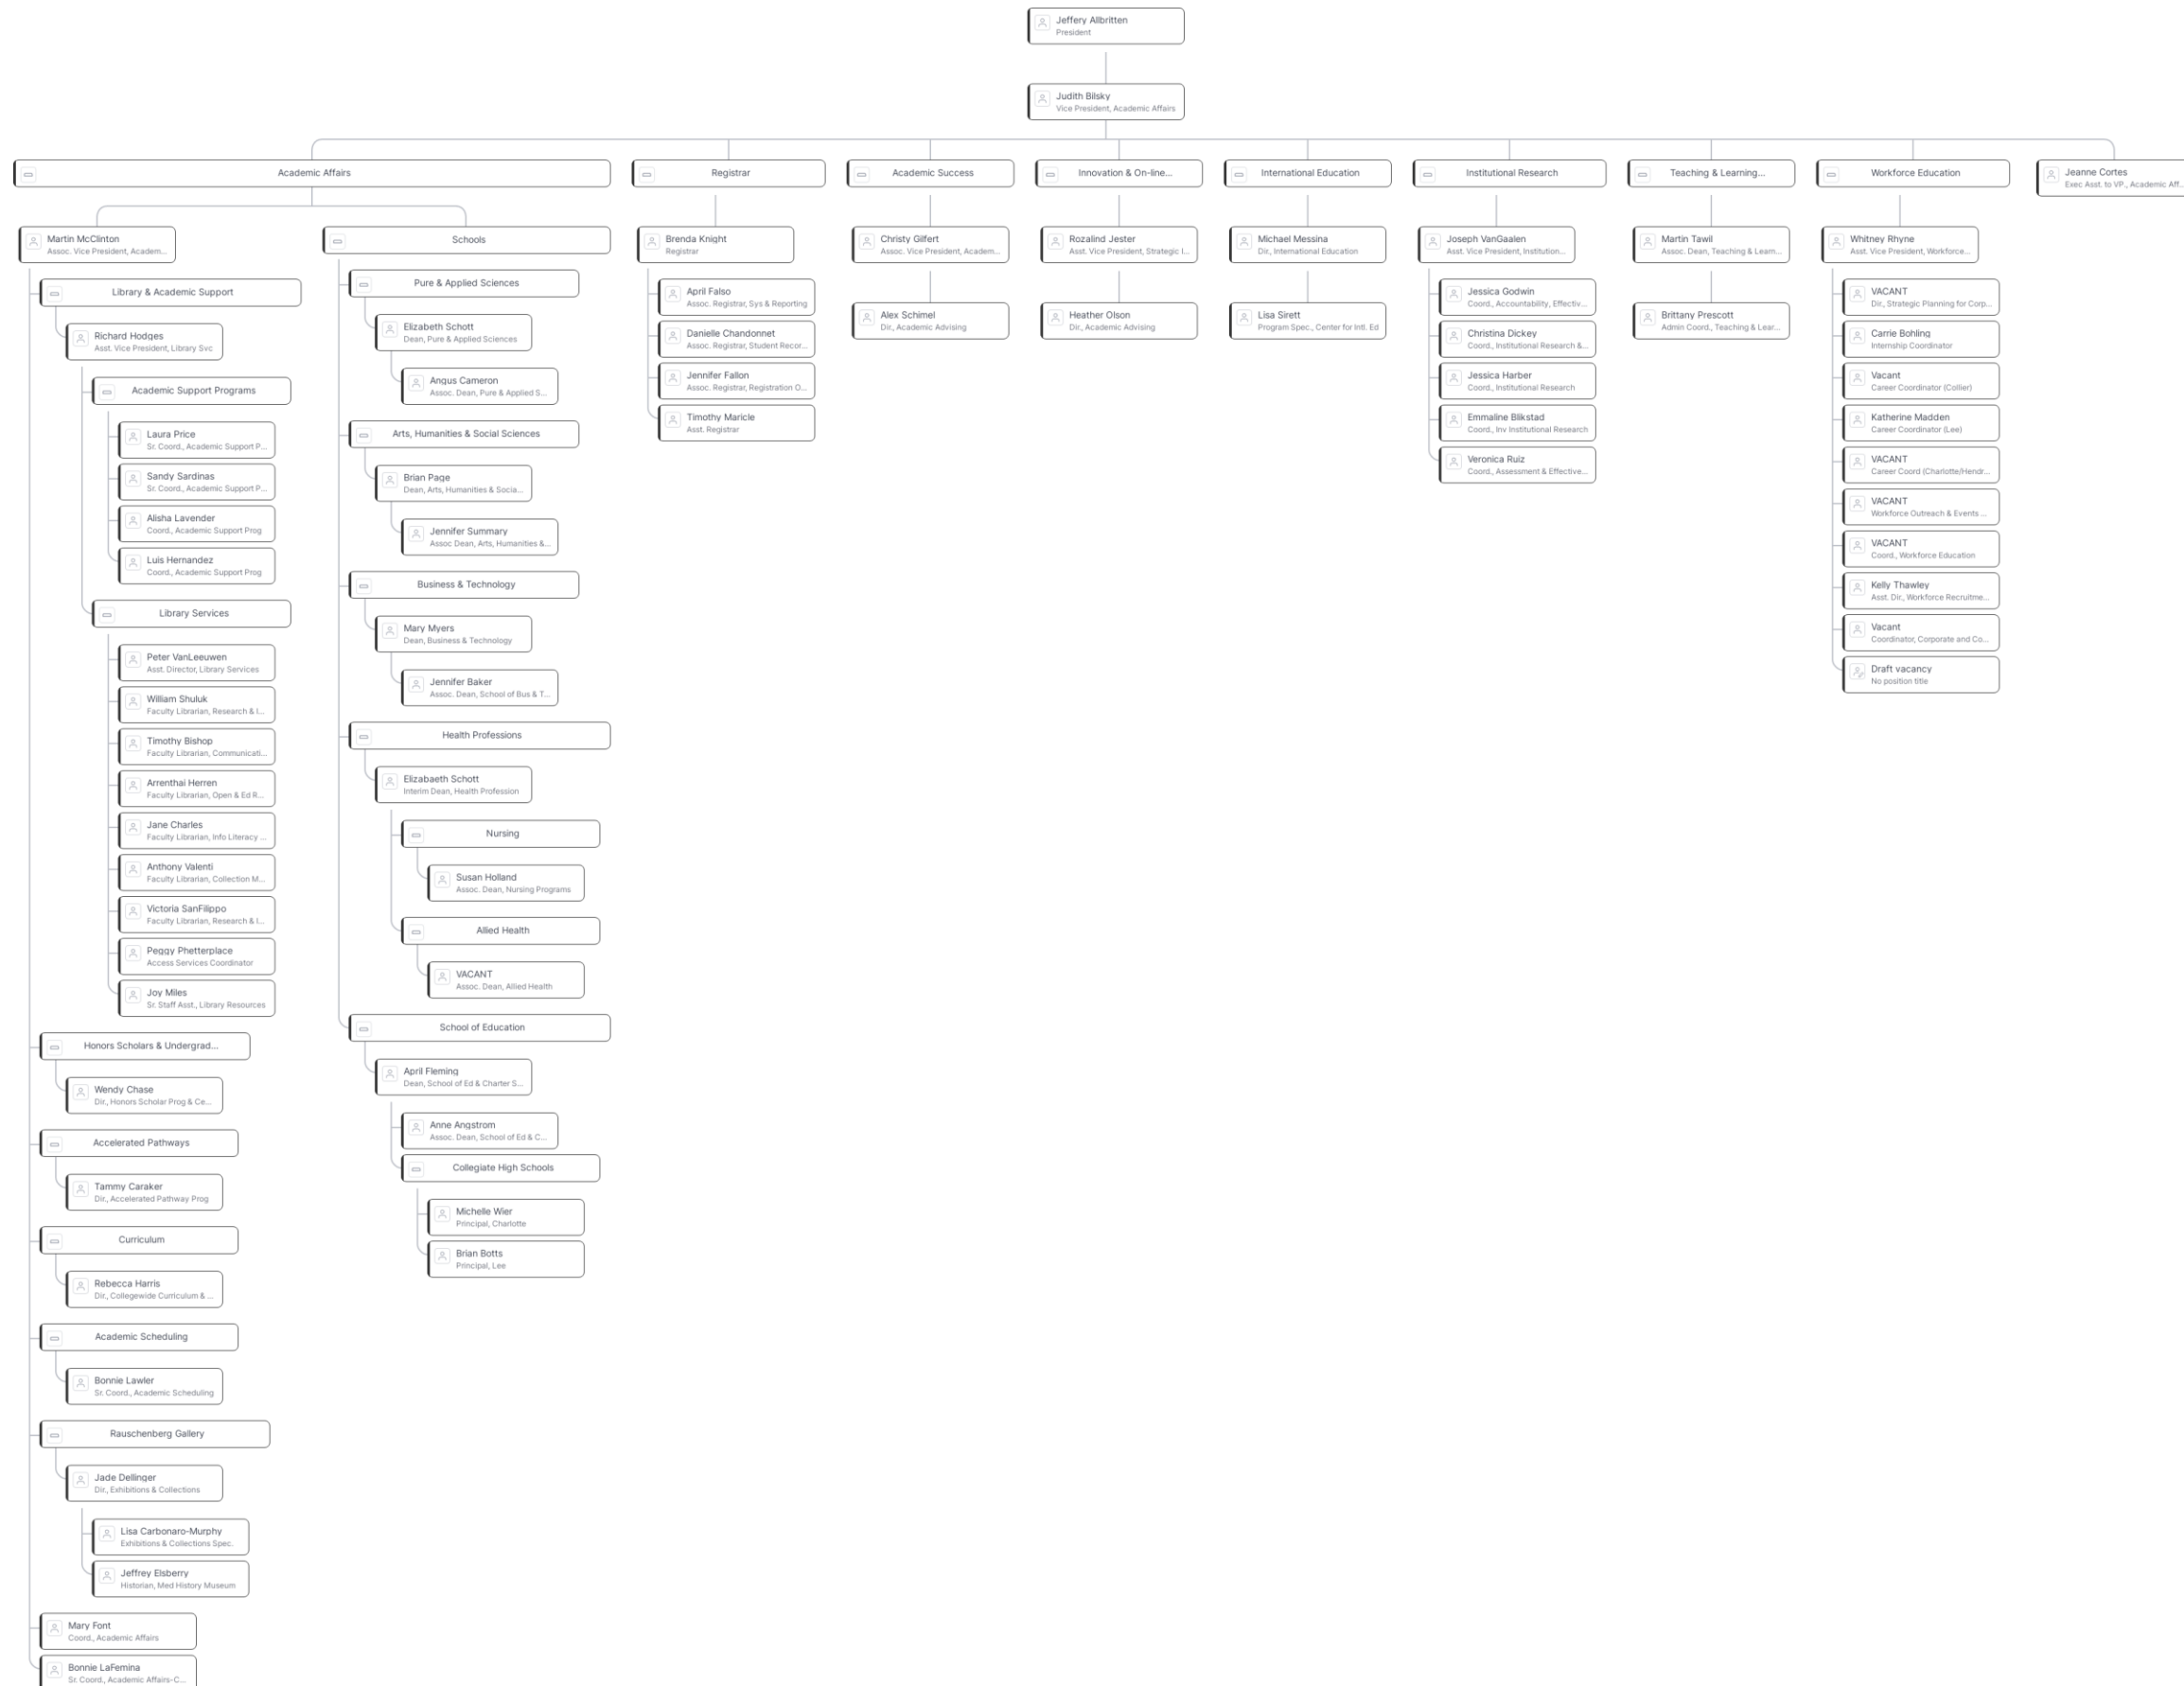 Jeffery Allbritten
President
Judith Bilsky
Vice President, Academic Affairs
Academic Affairs
Registrar
Academic Success
Innovation & On-line...
International Education
Institutional Research
Teaching & Learning...
Workforce Education
Jeanne Cortes
Exec Asst. to VP., Academic Aff...
Martin McClinton
Assoc. Vice President, Academ...
Library & Academic Support
Richard Hodges
Asst. Vice President, Library Svc
Academic Support Programs
Laura Price
Sr. Coord., Academic Support P...
Sandy Sardinas
Sr. Coord., Academic Support P...
Alisha Lavender
Coord., Academic Support Prog
Luis Hernandez
Coord., Academic Support Prog
Library Services
Peter VanLeeuwen
Asst. Director, Library Services
William Shuluk
Faculty Librarian, Research & I...
Timothy Bishop
Faculty Librarian, Communicati...
Arrenthai Herren
Faculty Librarian, Open & Ed R...
Jane Charles
Faculty Librarian, Info Literacy ...
Anthony Valenti
Faculty Librarian, Collection M...
Victoria SanFilippo
Faculty Librarian, Research & I...
Peggy Phetterplace
Access Services Coordinator
Joy Miles
Sr. Staff Asst., Library Resources
Honors Scholars & Undergrad...
Wendy Chase
Dir., Honors Scholar Prog & Ce...
Accelerated Pathways
Tammy Caraker
Dir., Accelerated Pathway Prog
Curriculum
Rebecca Harris
Dir., Collegewide Curriculum & ...
Academic Scheduling
Bonnie Lawler
Sr. Coord., Academic Scheduling
Rauschenberg Gallery
Jade Dellinger
Dir., Exhibitions & Collections
Lisa Carbonaro-Murphy
Exhibitions & Collections Spec.
Jeffrey Elsberry
Historian, Med History Museum
Mary Font
Coord., Academic Affairs
Bonnie LaFemina
Sr. Coord., Academic Affairs-C...
Schools
Pure & Applied Sciences
Elizabeth Schott
Dean, Pure & Applied Sciences
Angus Cameron
Assoc. Dean, Pure & Applied S...
Arts, Humanities & Social Sciences
Brian Page
Dean, Arts, Humanities & Socia...
Jennifer Summary
Assoc Dean, Arts, Humanities &...
Business & Technology
Mary Myers
Dean, Business & Technology
Jennifer Baker
Assoc. Dean, School of Bus & T...
Health Professions
Elizabaeth Schott
Interim Dean, Health Profession
Nursing
Susan Holland
Assoc. Dean, Nursing Programs
Allied Health
VACANT
Assoc. Dean, Allied Health
School of Education
April Fleming
Dean, School of Ed & Charter S...
Anne Angstrom
Assoc. Dean, School of Ed & C...
Collegiate High Schools
Michelle Wier
Principal, Charlotte
Brian Botts
Principal, Lee
Brenda Knight
Registrar
April Falso
Assoc. Registrar, Sys & Reporting
Danielle Chandonnet
Assoc. Registrar, Student Recor...
Jennifer Fallon
Assoc. Registrar, Registration O...
Timothy Maricle
Asst. Registrar
Christy Gilfert
Assoc. Vice President, Academ...
Alex Schimel
Dir., Academic Advising
Rozalind Jester
Asst. Vice President, Strategic I...
Heather Olson
Dir., Academic Advising
Michael Messina
Dir., International Education
Lisa Sirett
Program Spec., Center for Intl. Ed
Joseph VanGaalen
Asst. Vice President, Institution...
Jessica Godwin
Coord., Accountability, Effectiv...
Christina Dickey
Coord., Institutional Research &...
Jessica Harber
Coord., Institutional Research
Emmaline Blikstad
Coord., Inv Institutional Research
Veronica Ruiz
Coord., Assessment & Effective...
Martin Tawil
Assoc. Dean, Teaching & Learn...
Brittany Prescott
Admin Coord., Teaching & Lear...
Whitney Rhyne
Asst. Vice President, Workforce...
VACANT
Dir., Strategic Planning for Corp...
Carrie Bohling
Internship Coordinator
Vacant
Career Coordinator (Collier)
Katherine Madden
Career Coordinator (Lee)
VACANT
Career Coord (Charlotte/Hendr...
VACANT
Workforce Outreach & Events ...
VACANT
Coord., Workforce Education
Kelly Thawley
Asst. Dir., Workforce Recruitme...
Vacant
Coordinator, Corporate and Co...
Draft vacancy
No position title